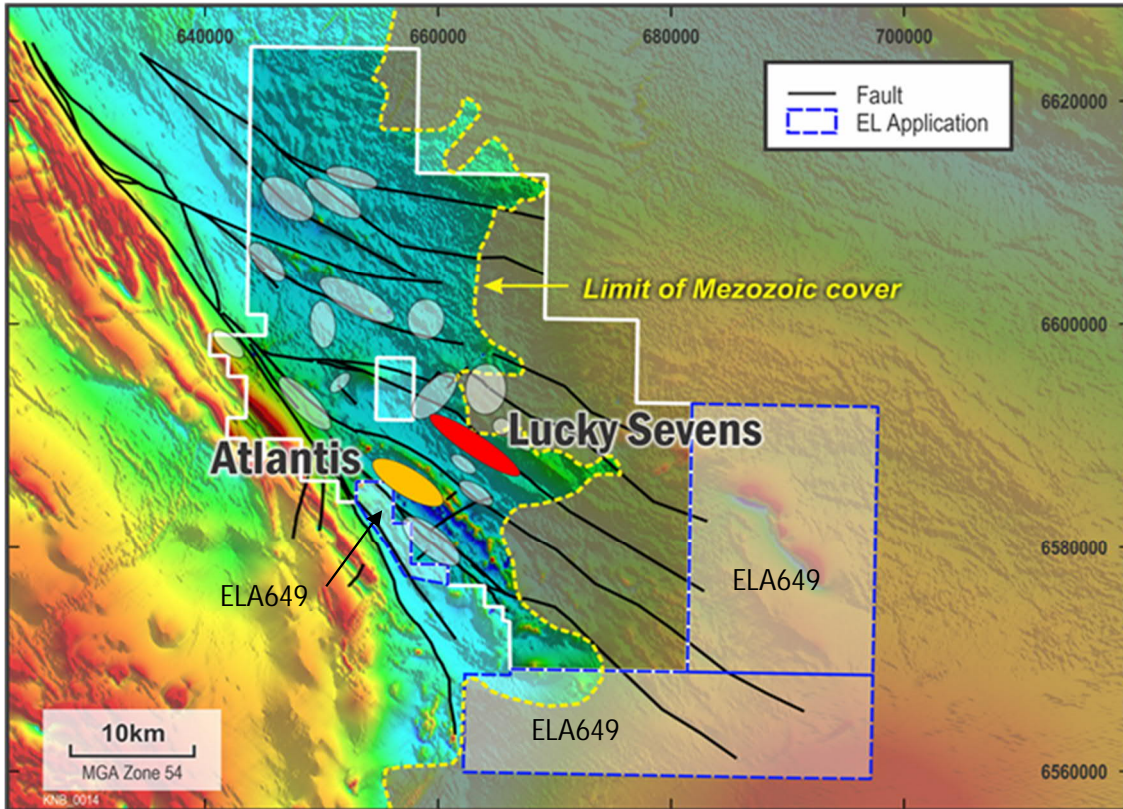 640000
660000
680000
700000
Fault
EL Application
6620000
Limit of Mezozoic cover
6600000
Lucky Sevens
Atlantis
6580000
ELA649
ELA649
ELA649
10km
MGA Zone 54
6560000
KNB_0014